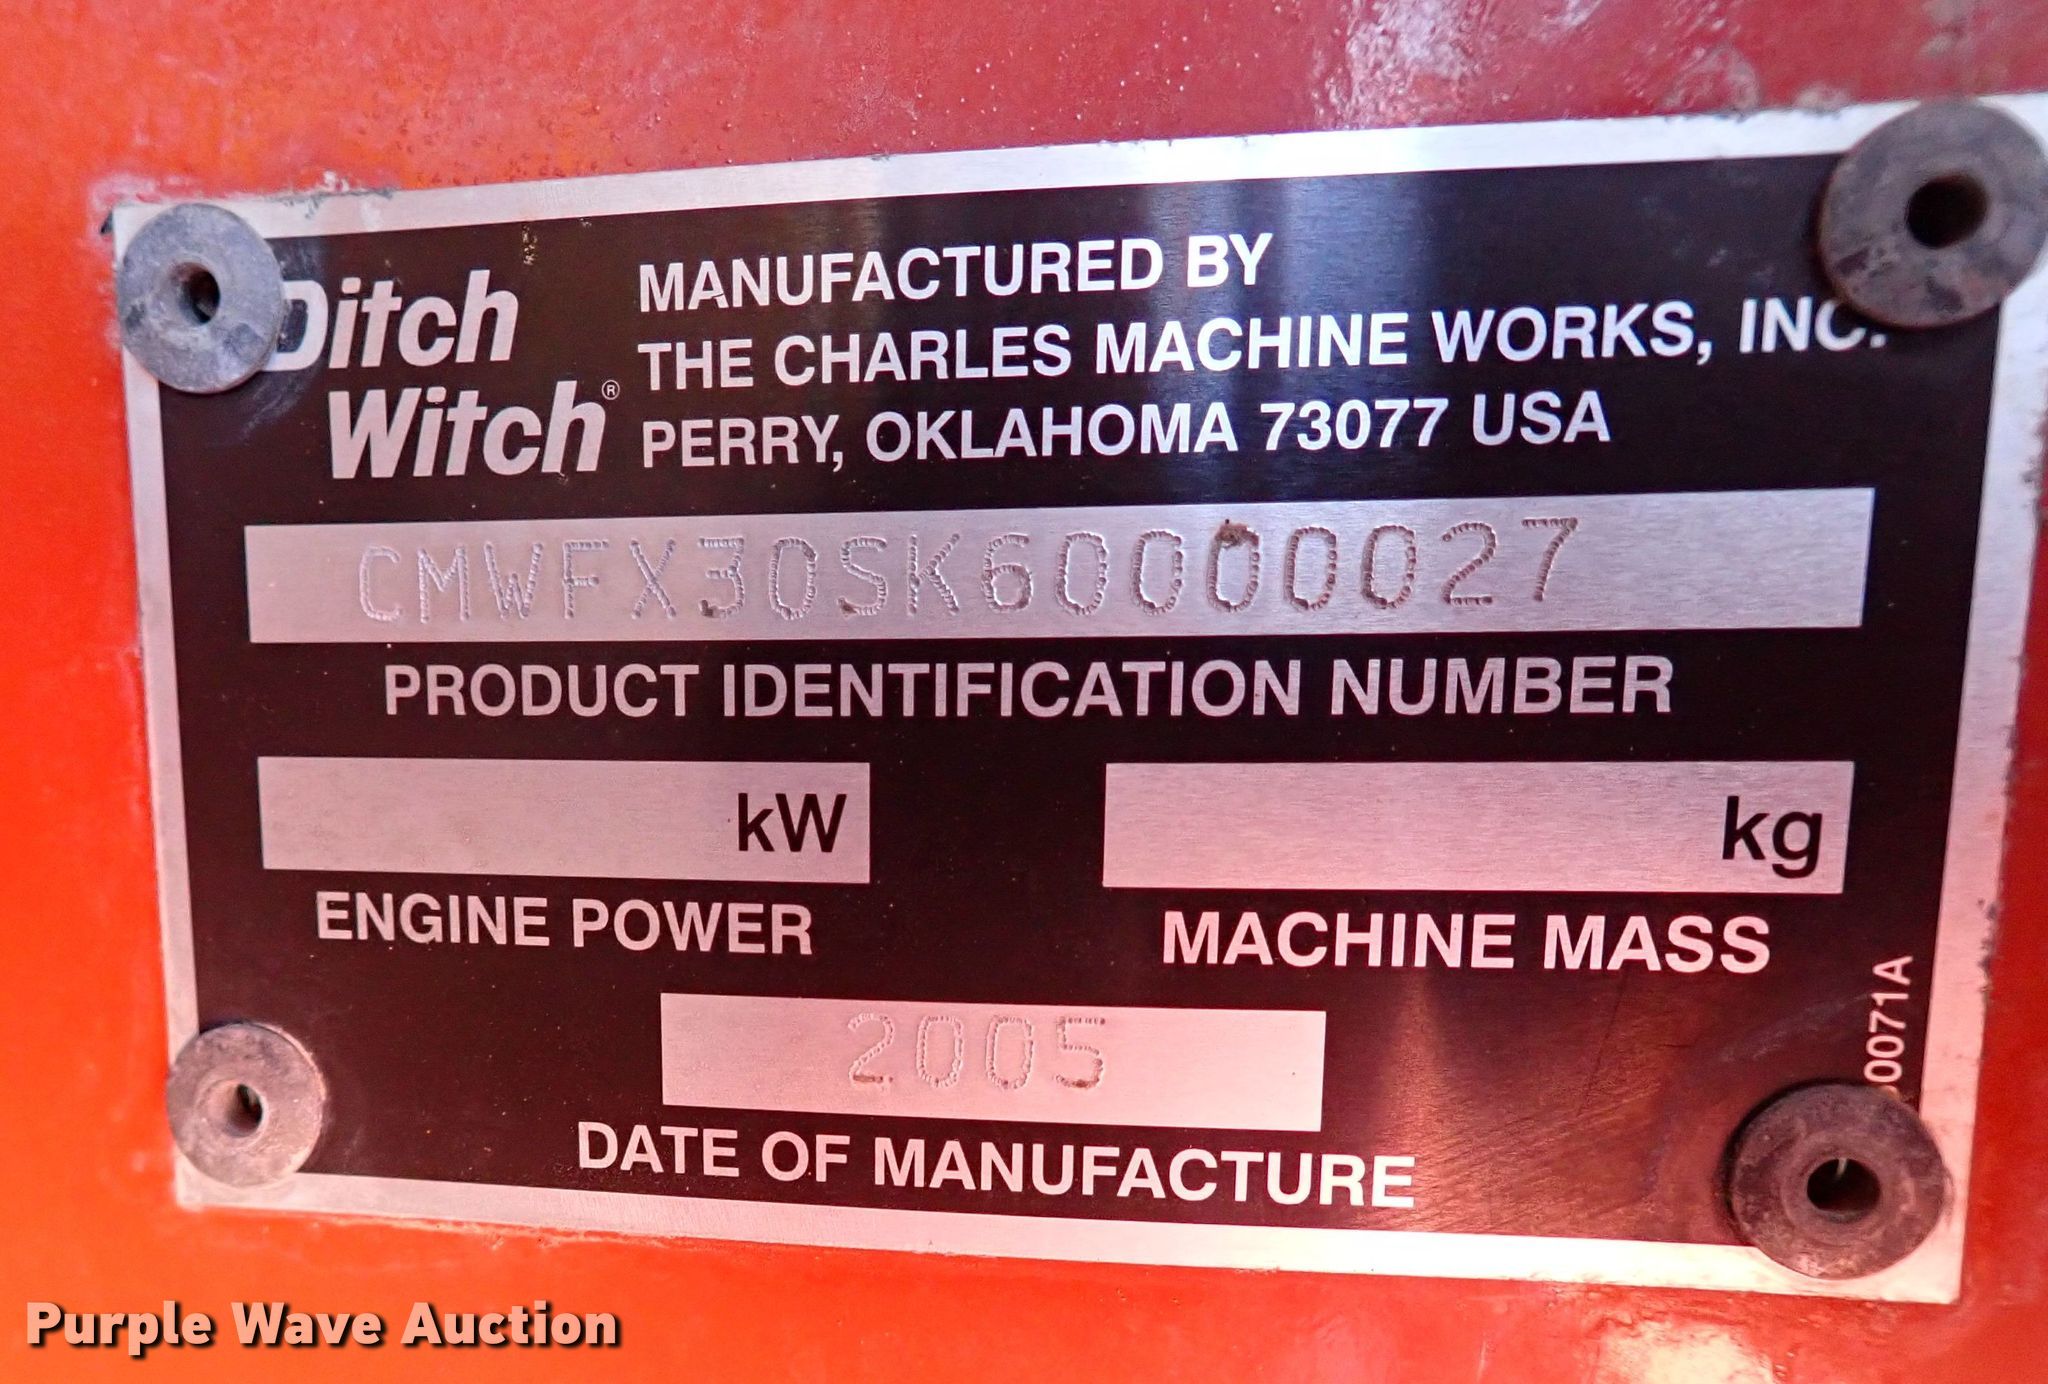 Ditch
Witch®
MANUFACTURED BY
THE CHARLES MACHINE WORKS, INC.
PERRY, OKLAHOMA 73077 USA
CMWFX30SK60000027
PRODUCT IDENTIFICATION NUMBER
kW
ENGINE POWER
kg
MACHINE MASS
2005
DATE OF MANUFACTURE
Purple Wave Auction